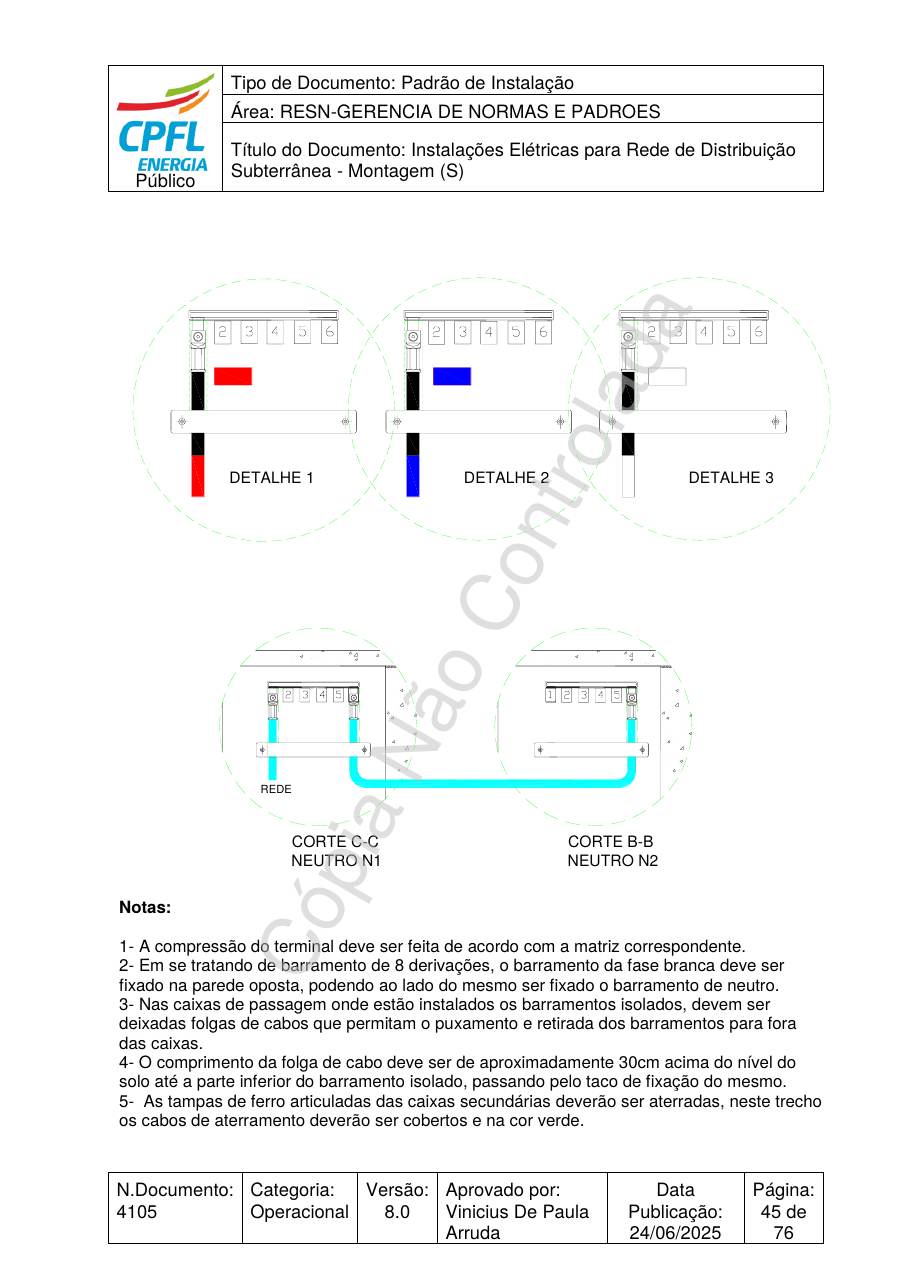 CPFL
ENERGIA
Público
Tipo de Documento: Padrão de Instalação
Área: RESN-GERENCIA DE NORMAS E PADROES
Título do Documento: Instalações Elétricas para Rede de Distribuição
Subterrânea - Montagem (S)
2 3 4 5 6
2 3 4 5 6
2 3 4 5 6
DETALHE 1
DETALHE 2
DETALHE 3
2 3 4 5
1 2 3 4 5
REDE
CORTE C-C
NEUTRO N1
CORTE B-B
NEUTRO N2
Cópia Não Controlada
Notas:
1- A compressão do terminal deve ser feita de acordo com a matriz correspondente.
2- Em se tratando de barramento de 8 derivações, o barramento da fase branca deve ser
fixado na parede oposta, podendo ao lado do mesmo ser fixado o barramento de neutro.
3- Nas caixas de passagem onde estão instalados os barramentos isolados, devem ser
deixadas folgas de cabos que permitam o puxamento e retirada dos barramentos para fora
das caixas.
4- O comprimento da folga de cabo deve ser de aproximadamente 30cm acima do nível do
solo até a parte inferior do barramento isolado, passando pelo taco de fixação do mesmo.
5-  As tampas de ferro articuladas das caixas secundárias deverão ser aterradas, neste trecho
os cabos de aterramento deverão ser cobertos e na cor verde.
N.Documento:
4105
Categoria:
Operacional
Versão:
8.0
Aprovado por:
Vinicius De Paula
Arruda
Data
Publicação:
24/06/2025
Página:
45 de
76